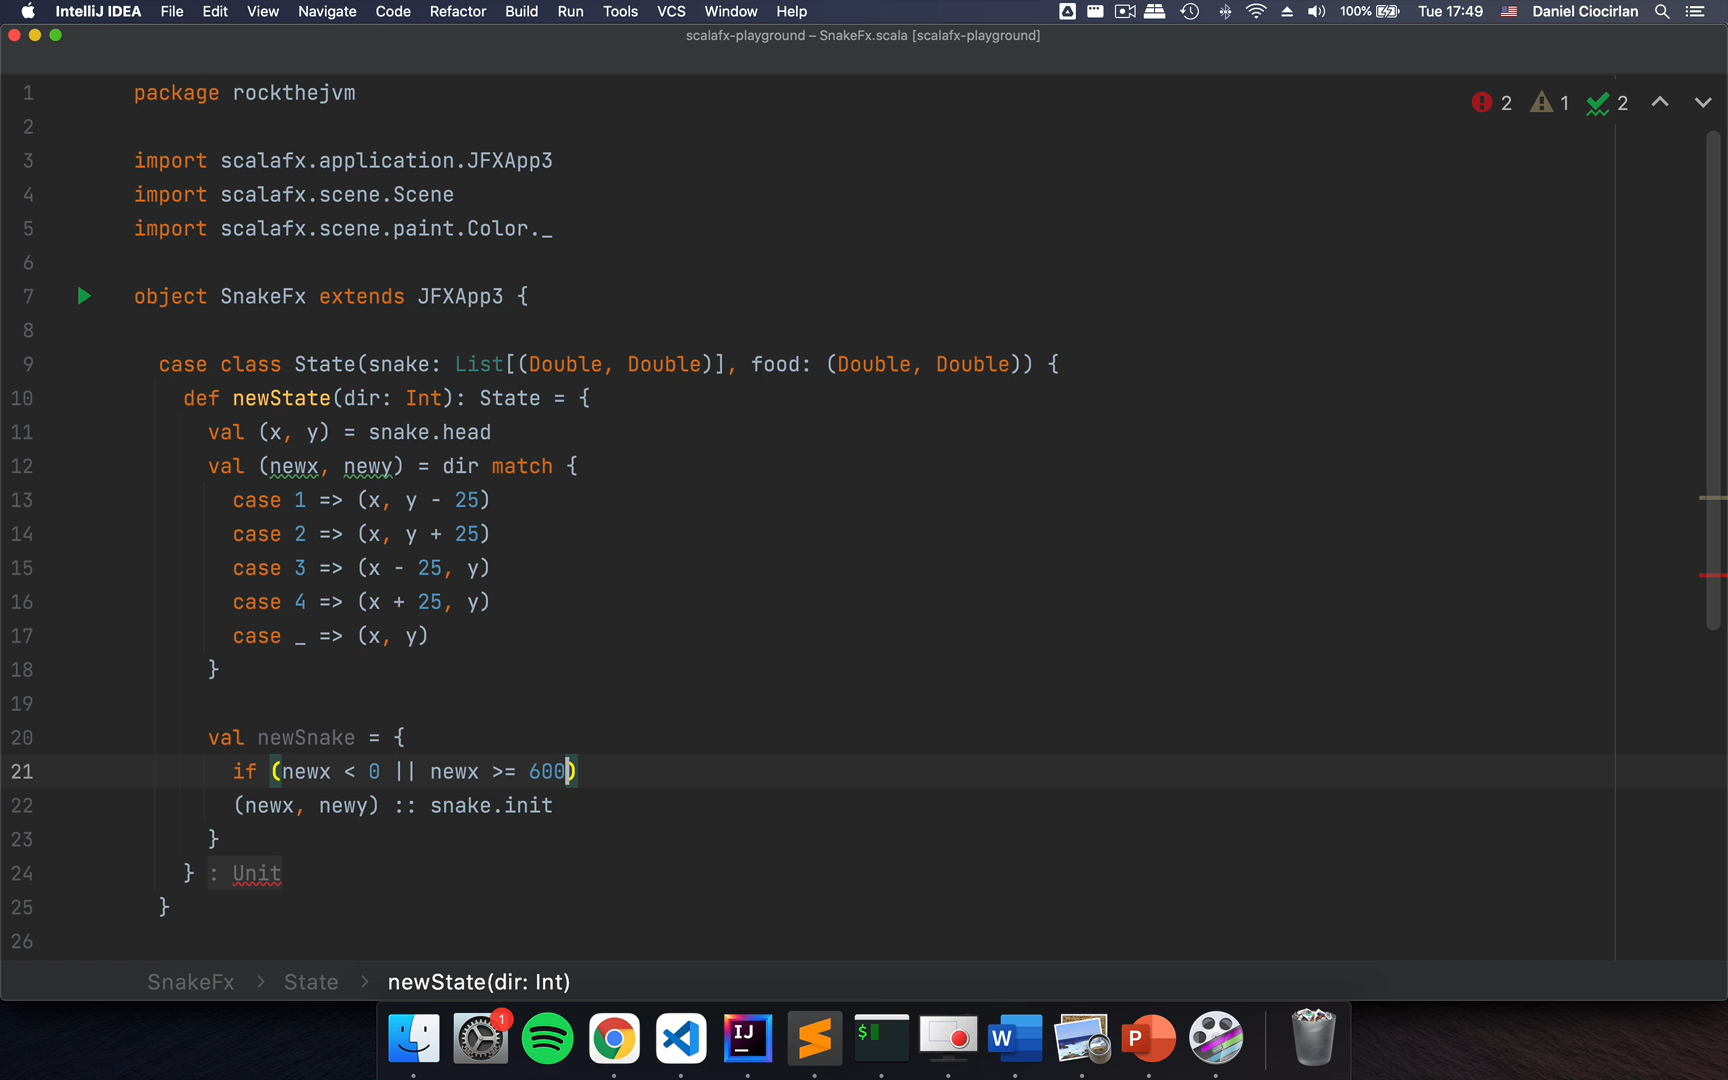 IntelliJ IDEA File Edit View Navigate Code Refactor Build Run Tools VCS Window Help 100% Tue 17:49 Daniel Ciocirlan
scalafx-playground – SnakeFx.scala [scalafx-playground]
2 1 2
1 package rockthejvm
2
3 import scalafx.application.JFXApp3
4 import scalafx.scene.Scene
5 import scalafx.scene.paint.Color._
6
7 object SnakeFx extends JFXApp3 {
8
9 case class State(snake: List[(Double, Double)], food: (Double, Double)) {
10 def newState(dir: Int): State = {
11 val (x, y) = snake.head
12 val (newx, newy) = dir match {
13 case 1 => (x, y - 25)
14 case 2 => (x, y + 25)
15 case 3 => (x - 25, y)
16 case 4 => (x + 25, y)
17 case _ => (x, y)
18 }
19
20 val newSnake = {
21 if (newx < 0 || newx >= 600)
22 (newx, newy) :: snake.init
23 }
24 } : Unit
25 }
26
SnakeFx > State > newState(dir: Int)
1 IJ $ W P